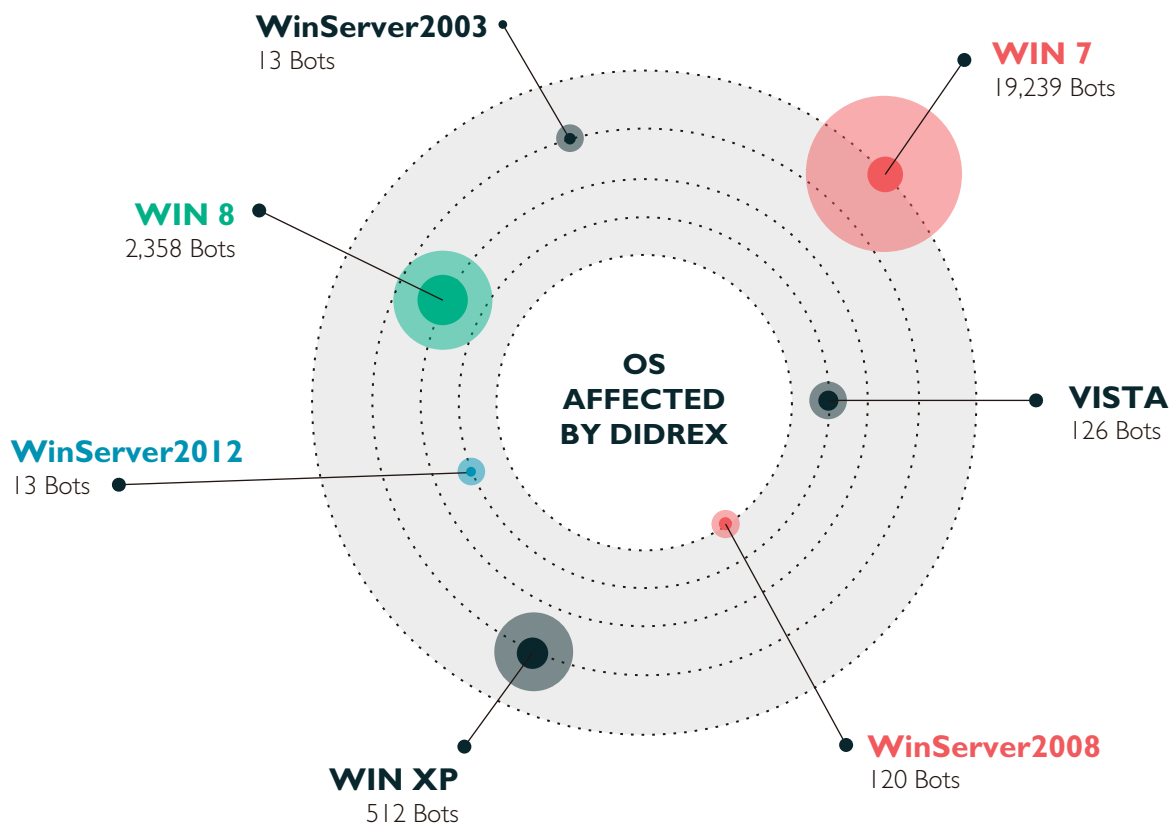 WinServer2003
13 Bots
WIN 7
19,239 Bots
WIN 8
2,358 Bots
OS
AFFECTED
BY DIDREX
VISTA
126 Bots
WinServer2012
13 Bots
WinServer2008
120 Bots
WIN XP
512 Bots